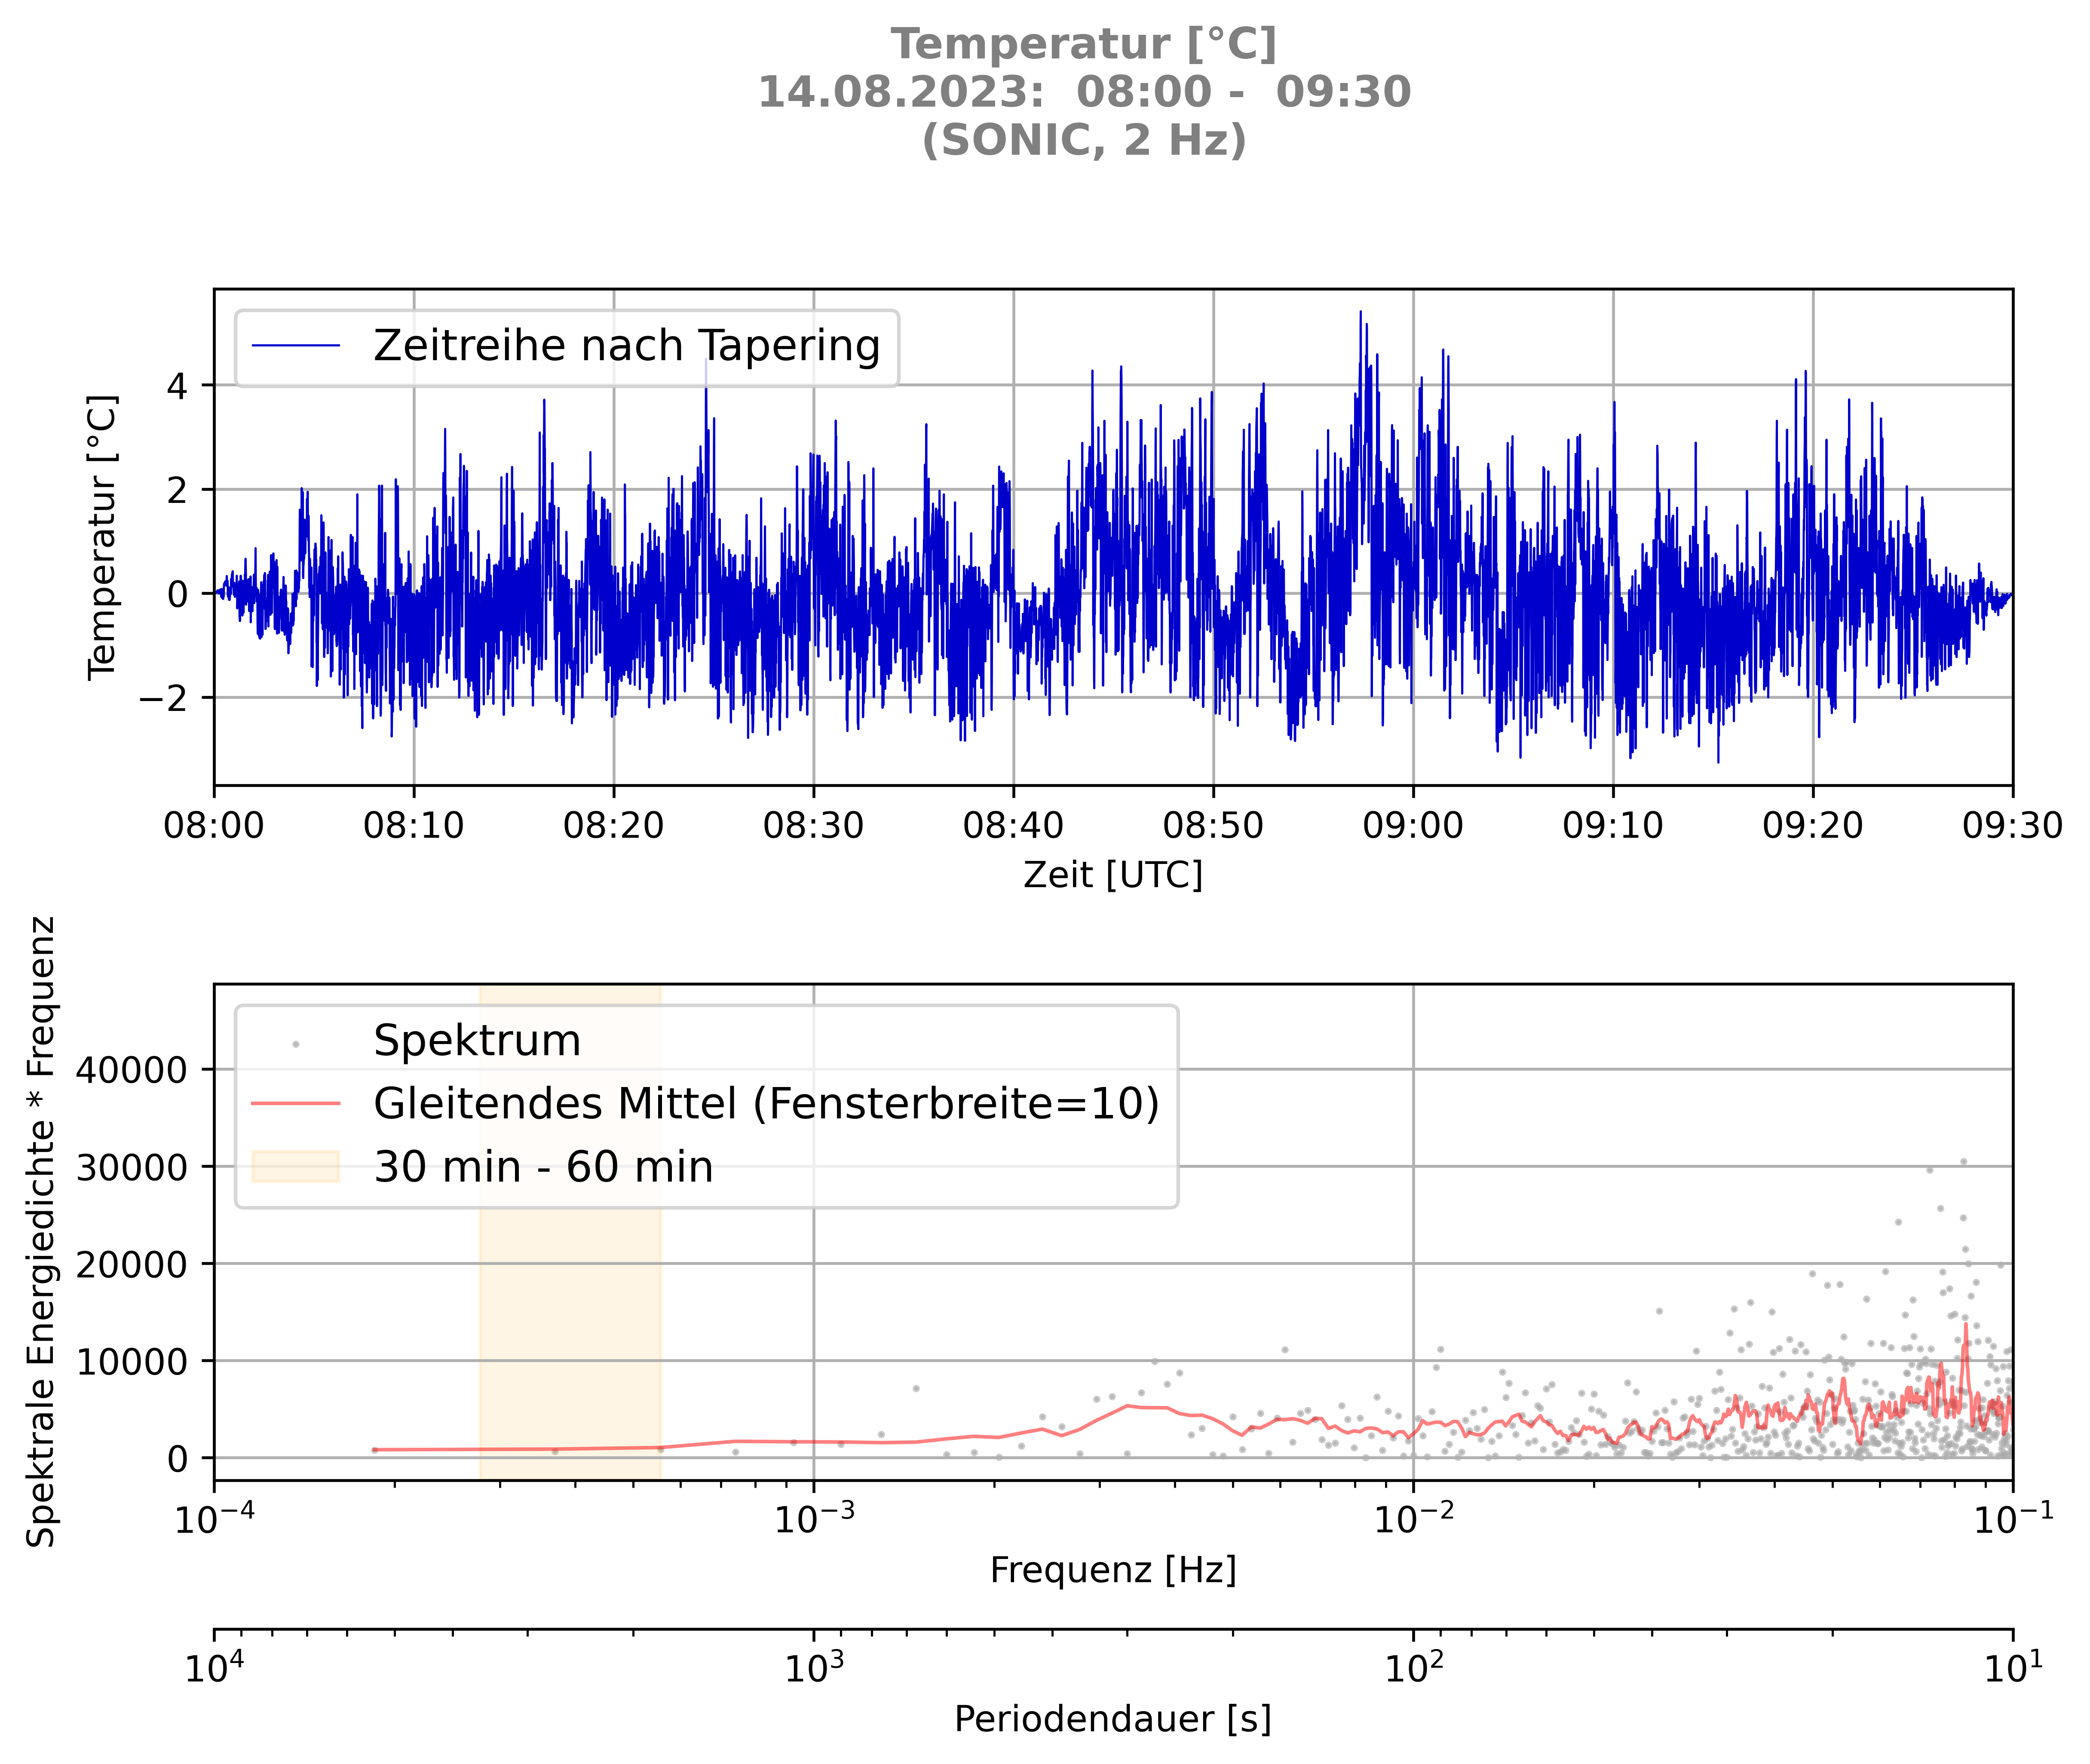 Temperatur [°C]
14.08.2023:  08:00 -  09:30
(SONIC, 2 Hz)
Zeitreihe nach Tapering
Temperatur [°C]
4
2
0
−2
08:00 08:10 08:20 08:30 08:40 08:50 09:00 09:10 09:20 09:30
Zeit [UTC]
Spektrale Energiedichte * Frequenz
Spektrum
Gleitendes Mittel (Fensterbreite=10)
30 min - 60 min
40000
30000
20000
10000
0
10⁻⁴ 10⁻³ 10⁻² 10⁻¹
Frequenz [Hz]
10⁴ 10³ 10² 10¹
Periodendauer [s]